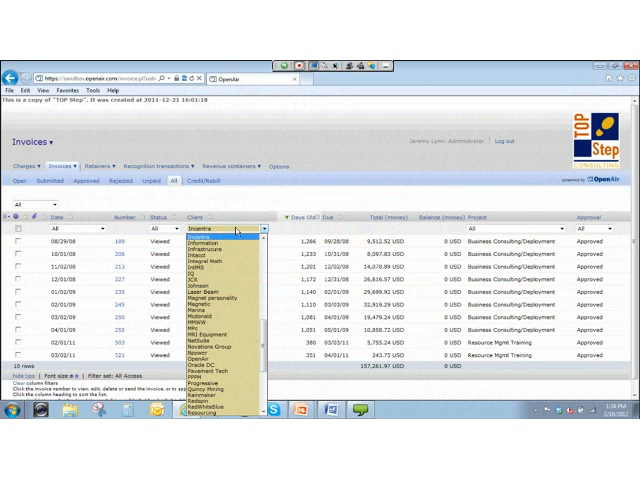 https://sandbox.openair.com/invoice.pl?uid=
OpenAir
File Edit View Favorites Tools Help
This is a copy of "TOP Step". It was created at 2011-12-21 16:01:18
Invoices
Jeremy Lynn: Administrator Log out
TOP Step CONSULTING
Charges Invoices Retainers Recognition transactions Revenue containers Options
Open Submitted Approved Rejected Unpaid All Credit/Rebill
powered by OpenAir
All
Date Number Status Client Days Old Due Total (money) Balance (money) Project Approval
All All Incentra All All
08/29/08 189 Viewed 1,266 09/28/08 9,512.52 USD 0 USD Business Consulting/Deployment Approved
10/01/08 206 Viewed 1,233 10/31/08 8,097.83 USD 0 USD Business Consulting/Deployment Approved
11/02/08 213 Viewed 1,201 12/02/08 14,078.89 USD 0 USD Business Consulting/Deployment Approved
12/01/08 227 Viewed 1,172 12/31/08 26,616.57 USD 0 USD Business Consulting/Deployment Approved
01/02/09 235 Viewed 1,140 02/01/09 29,699.92 USD 0 USD Business Consulting/Deployment Approved
02/01/09 245 Viewed 1,110 03/03/09 32,919.29 USD 0 USD Business Consulting/Deployment Approved
03/02/09 250 Viewed 1,081 04/01/09 19,479.24 USD 0 USD Business Consulting/Deployment Approved
04/01/09 255 Viewed 1,051 05/01/09 10,858.72 USD 0 USD Business Consulting/Deployment Approved
02/01/11 503 Viewed 380 03/03/11 5,755.24 USD 0 USD Resource Mgmt Training Approved
03/02/11 521 Viewed 351 04/01/11 243.75 USD 0 USD Resource Mgmt Training Approved
10 rows 157,261.97 USD 0 USD
Incentra
Information
Infrastrucure
Intacct
Integral Math
IntIMS
IQ
JCR
Johnson
Laser Beam
Magnet personality
Magnetic
Marina
Mcdonald
MMWW
MPc
MRI Equipment
NetSuite
Novations Group
Npower
OpenAir
Oracle DC
Pavement Tech
PPPM
Progressive
Quincy Mining
Rainmaker
Redspin
RedWhiteBlue
Resourcing
hide tips Font size Filter set: All Access
Clear column filters
Click the invoice number to view, edit, delete or send the invoice, or to ap
Click the column heading to sort the list.
1:34 PM
2/16/2012